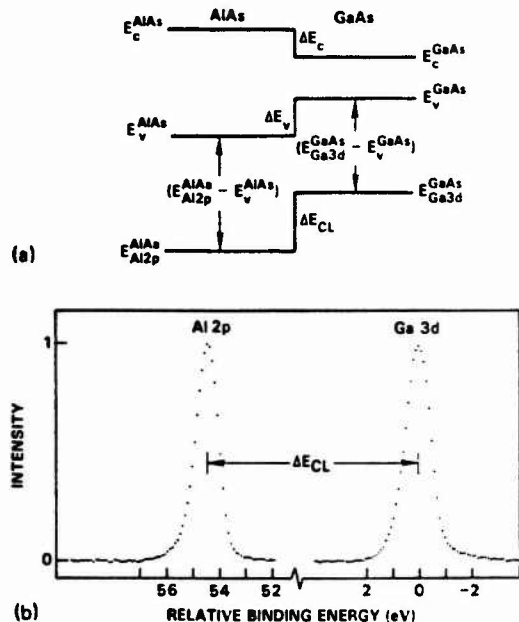 AlAs GaAs
E_c^AlAs ΔE_c E_c^GaAs
E_v^GaAs
E_v^AlAs ΔE_v
(E_Ga3d^GaAs - E_v^GaAs)
(E_Al2p^AlAs - E_v^AlAs)
E_Ga3d^GaAs
ΔE_CL
(a) E_Al2p^AlAs
Al 2p Ga 3d
1
INTENSITY
ΔE_CL
0
56 54 52 2 0 -2
(b) RELATIVE BINDING ENERGY (eV)